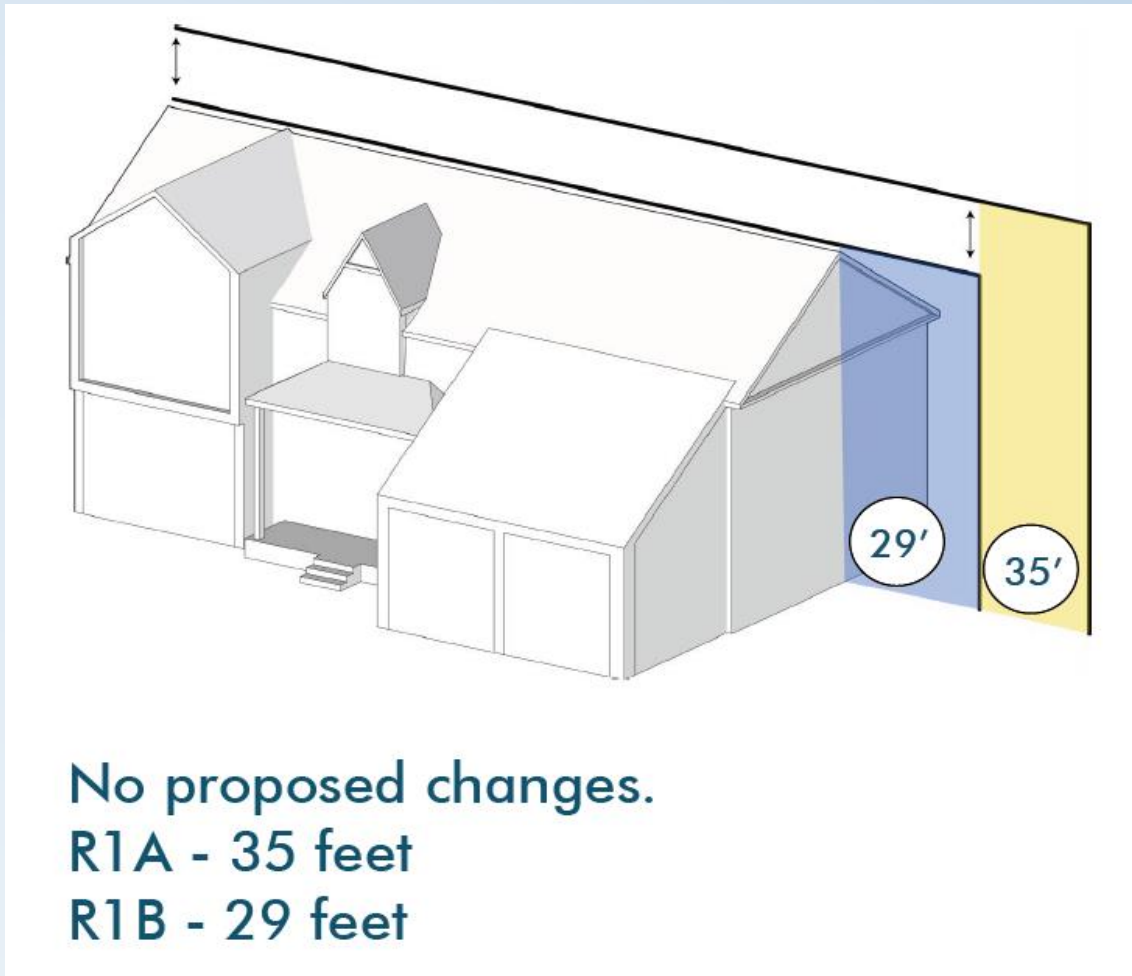 29’
35’
No proposed changes.
R1A - 35 feet
R1B - 29 feet